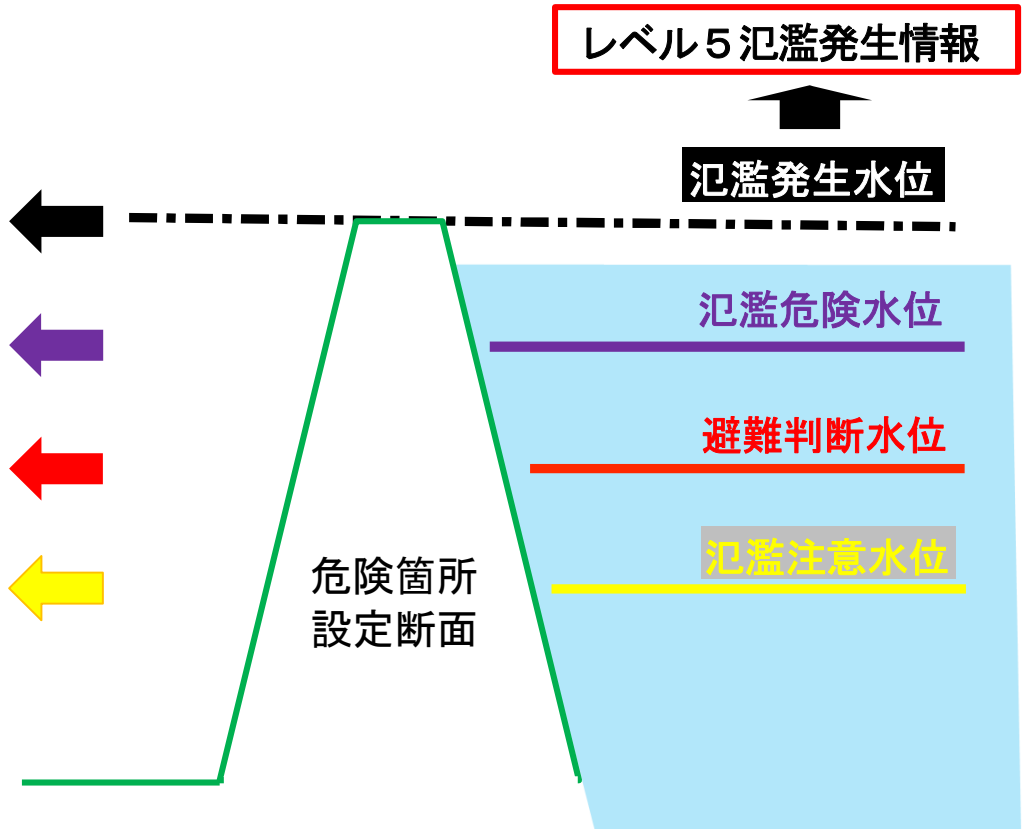 レベル５氾濫発生情報
氾濫発生水位
氾濫危険水位
避難判断水位
氾濫注意水位
危険箇所
設定断面